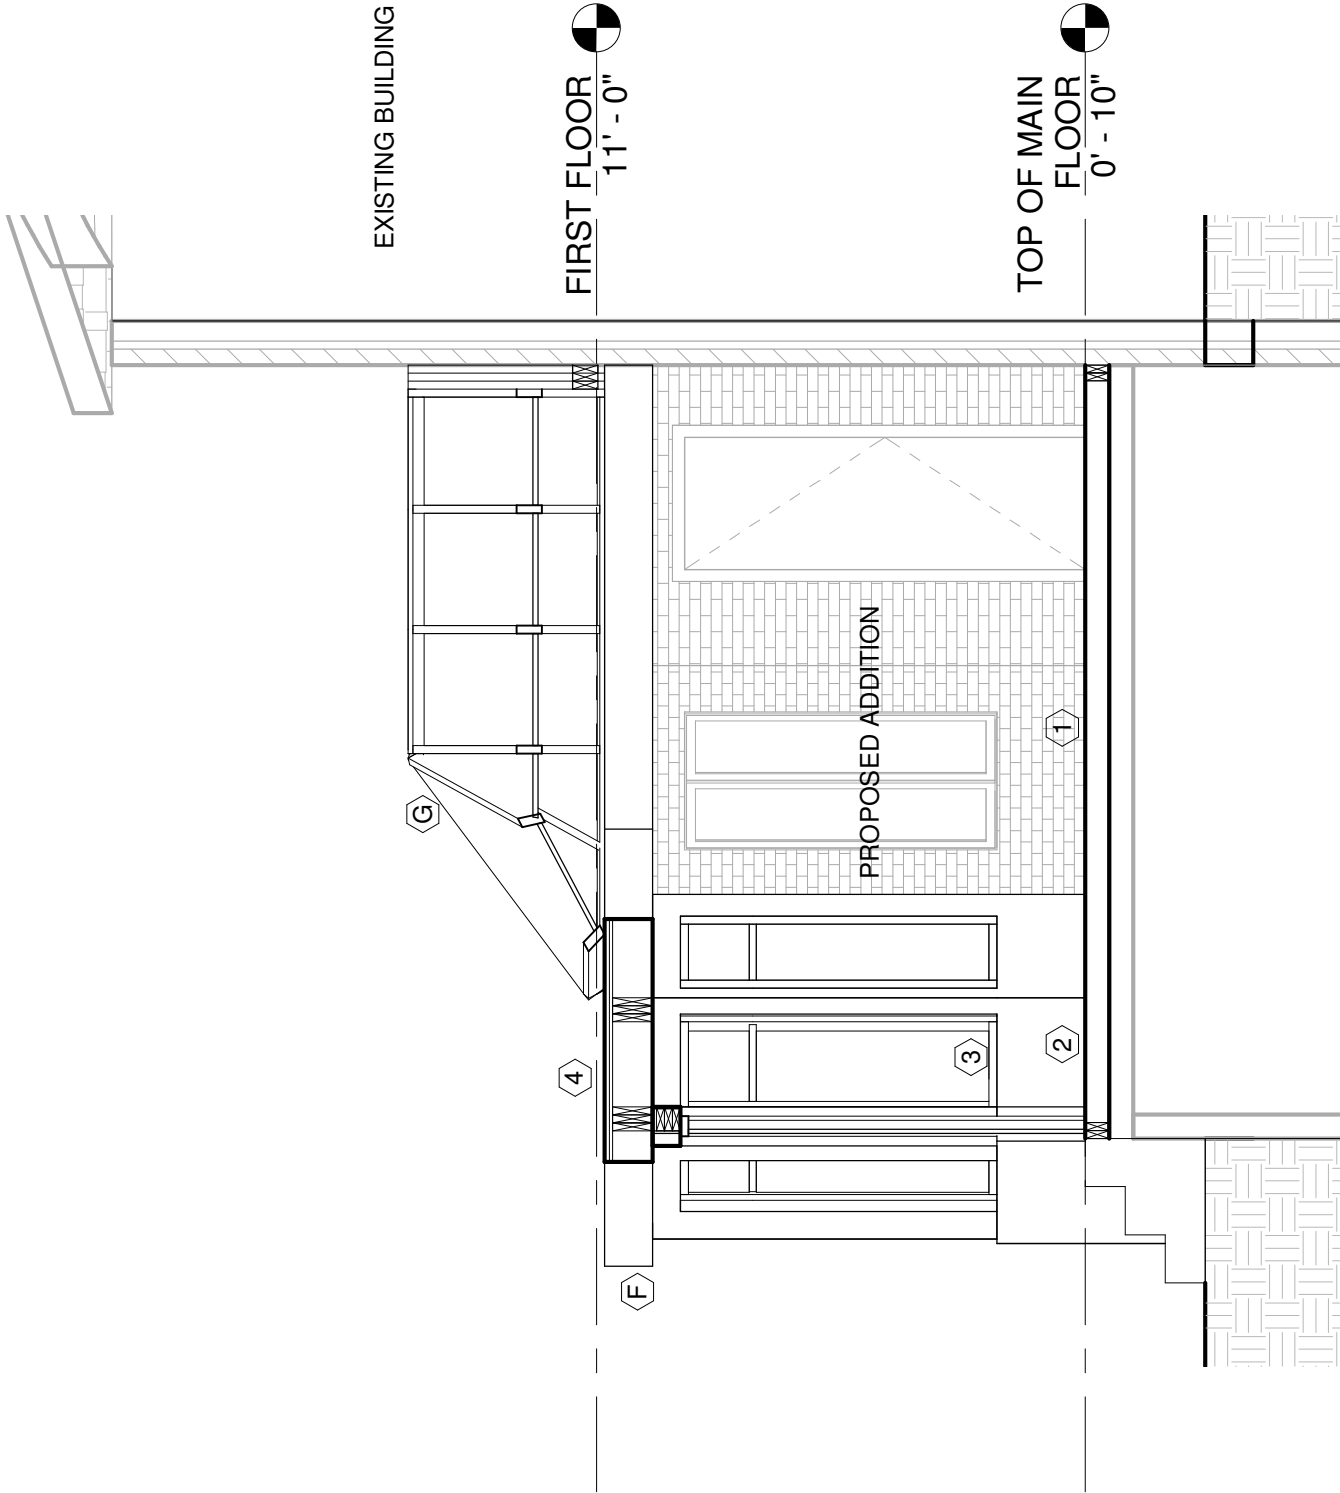 EXISTING BUILDING
FIRST FLOOR
11' - 0"
TOP OF MAIN
FLOOR
0' - 10"
PROPOSED ADDITION
G
4
F
3
2
1